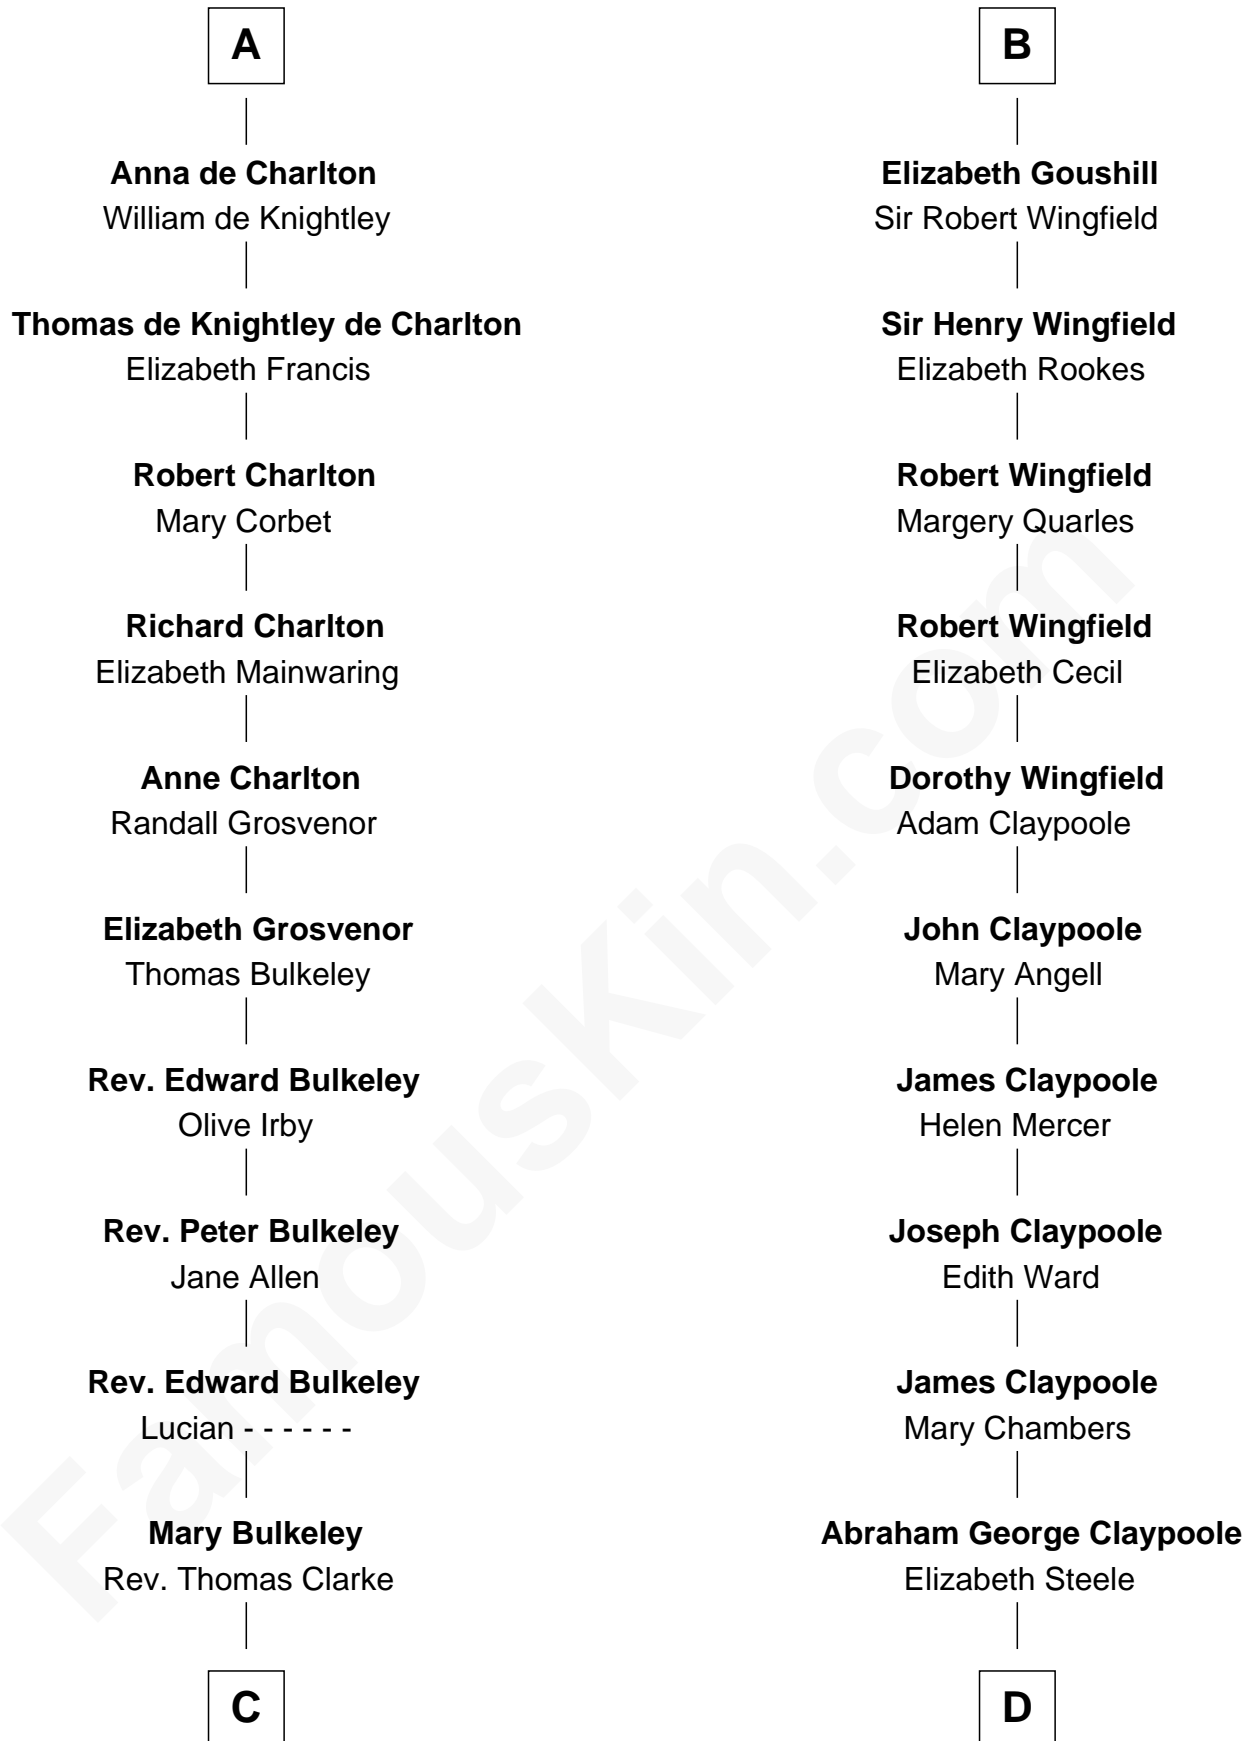 A
Anna de Charlton
William de Knightley
Thomas de Knightley de Charlton
Elizabeth Francis
Robert Charlton
Mary Corbet
Richard Charlton
Elizabeth Mainwaring
Anne Charlton
Randall Grosvenor
Elizabeth Grosvenor
Thomas Bulkeley
Rev. Edward Bulkeley
Olive Irby
Rev. Peter Bulkeley
Jane Allen
Rev. Edward Bulkeley
Lucian - - - - - -
Mary Bulkeley
Rev. Thomas Clarke
C
B
Elizabeth Goushill
Sir Robert Wingfield
Sir Henry Wingfield
Elizabeth Rookes
Robert Wingfield
Margery Quarles
Robert Wingfield
Elizabeth Cecil
Dorothy Wingfield
Adam Claypoole
John Claypoole
Mary Angell
James Claypoole
Helen Mercer
Joseph Claypoole
Edith Ward
James Claypoole
Mary Chambers
Abraham George Claypoole
Elizabeth Steele
D
FamousKin.com